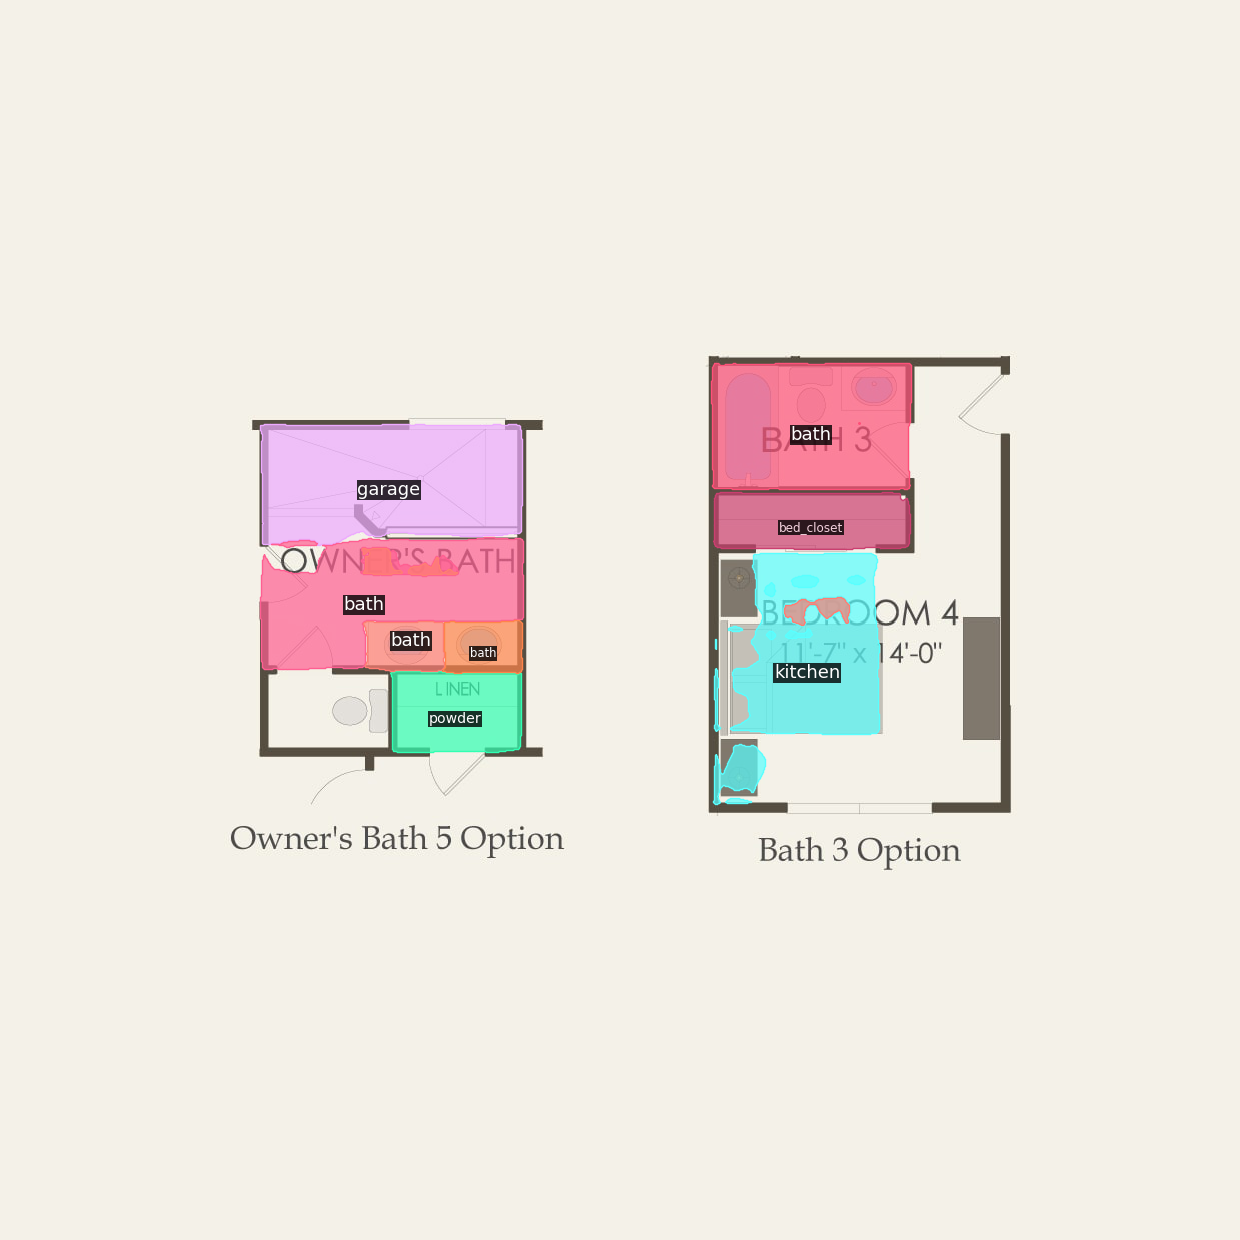 garage
OWNER'S BATH
bath
bath
bath
LINEN
powder
Owner's Bath 5 Option
BATH 3
bath
bed_closet
BEDROOM 4
11'-7" x 14'-0"
kitchen
Bath 3 Option